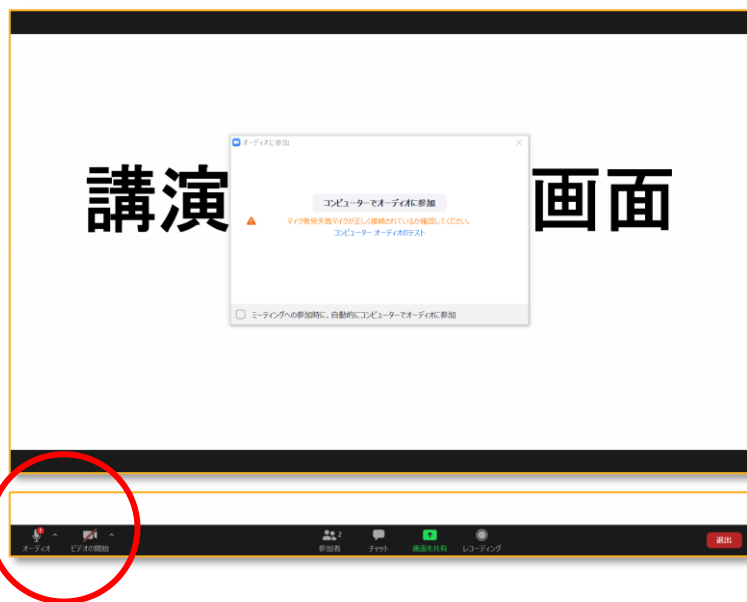 オーディオに参加
講演
画面
コンピューターでオーディオに参加
マイク発見失敗マイクが正しく接続されているか確認してください。
コンピューター オーディオのテスト
ミーティングへの参加時に、自動的にコンピューターでオーディオに参加
オーディオ ビデオの開始 2 参加者 チャット 画面を共有 レコーディング 退出